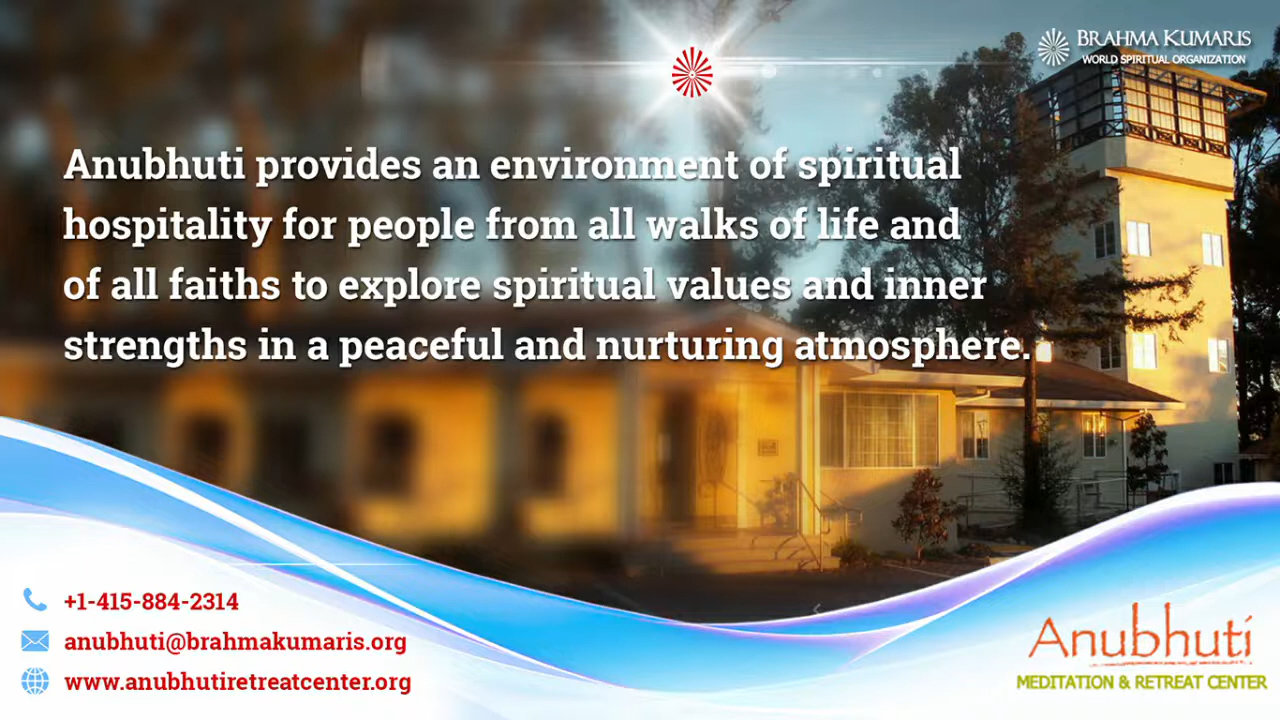 BRAHMA KUMARIS
WORLD SPIRITUAL ORGANIZATION
Anubhuti provides an environment of spiritual
hospitality for people from all walks of life and
of all faiths to explore spiritual values and inner
strengths in a peaceful and nurturing atmosphere.
+1-415-884-2314
anubhuti@brahmakumaris.org
www.anubhutiretreatcenter.org
Anubhuti
MEDITATION & RETREAT CENTER